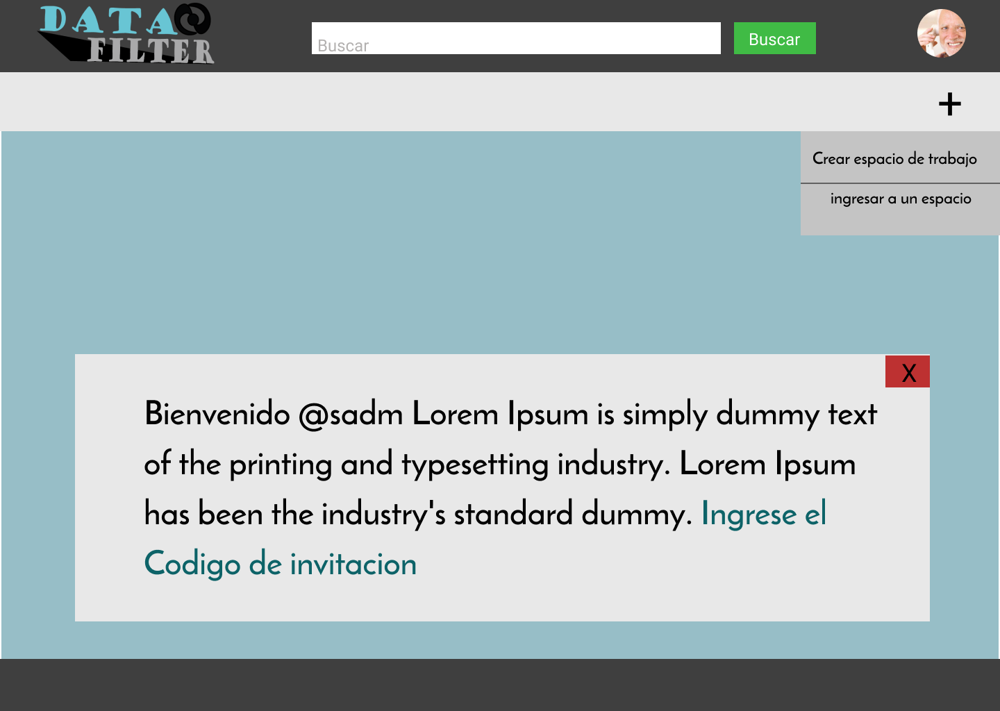 DATA
FILTER
Buscar
Buscar
+
Crear espacio de trabajo
ingresar a un espacio
X
Bienvenido @sadm Lorem Ipsum is simply dummy text
of the printing and typesetting industry. Lorem Ipsum
has been the industry's standard dummy. Ingrese el
Codigo de invitacion